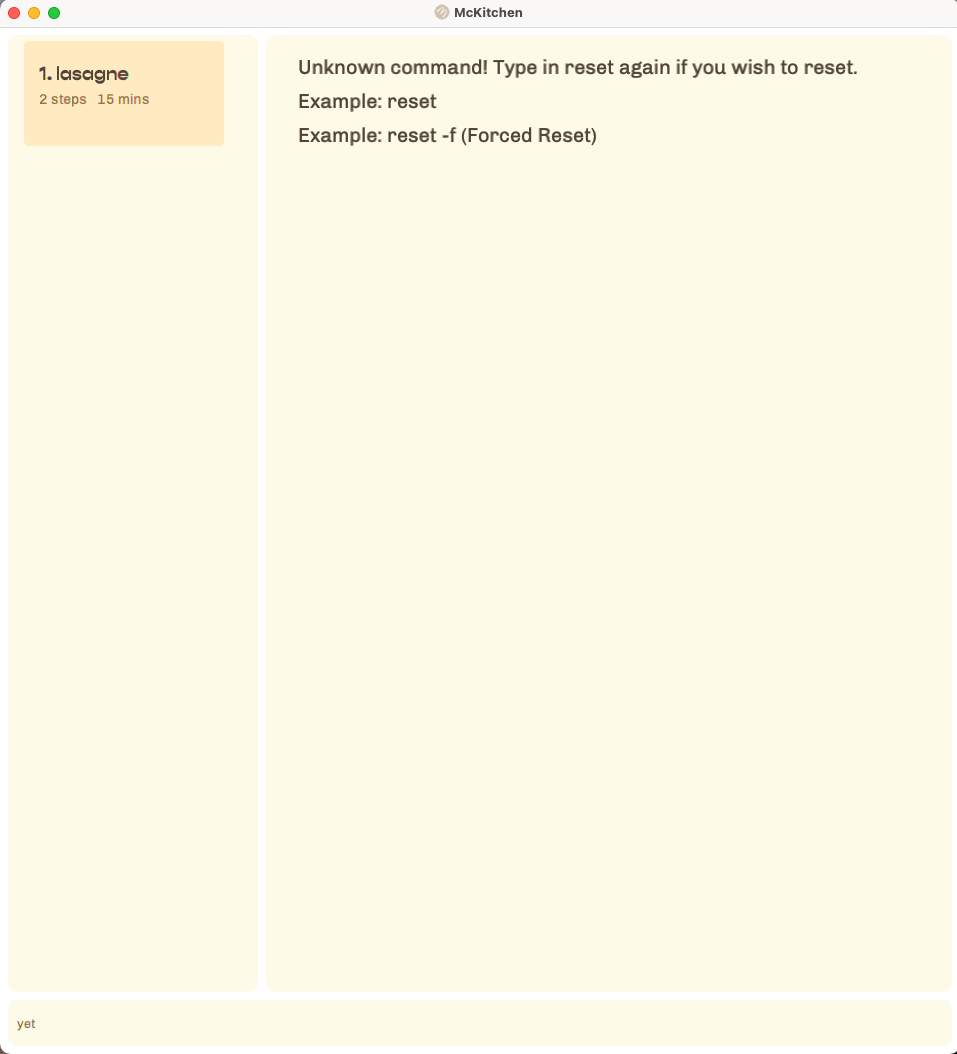 McKitchen
1. lasagne
2 steps 15 mins
Unknown command! Type in reset again if you wish to reset.
Example: reset
Example: reset -f (Forced Reset)
yet